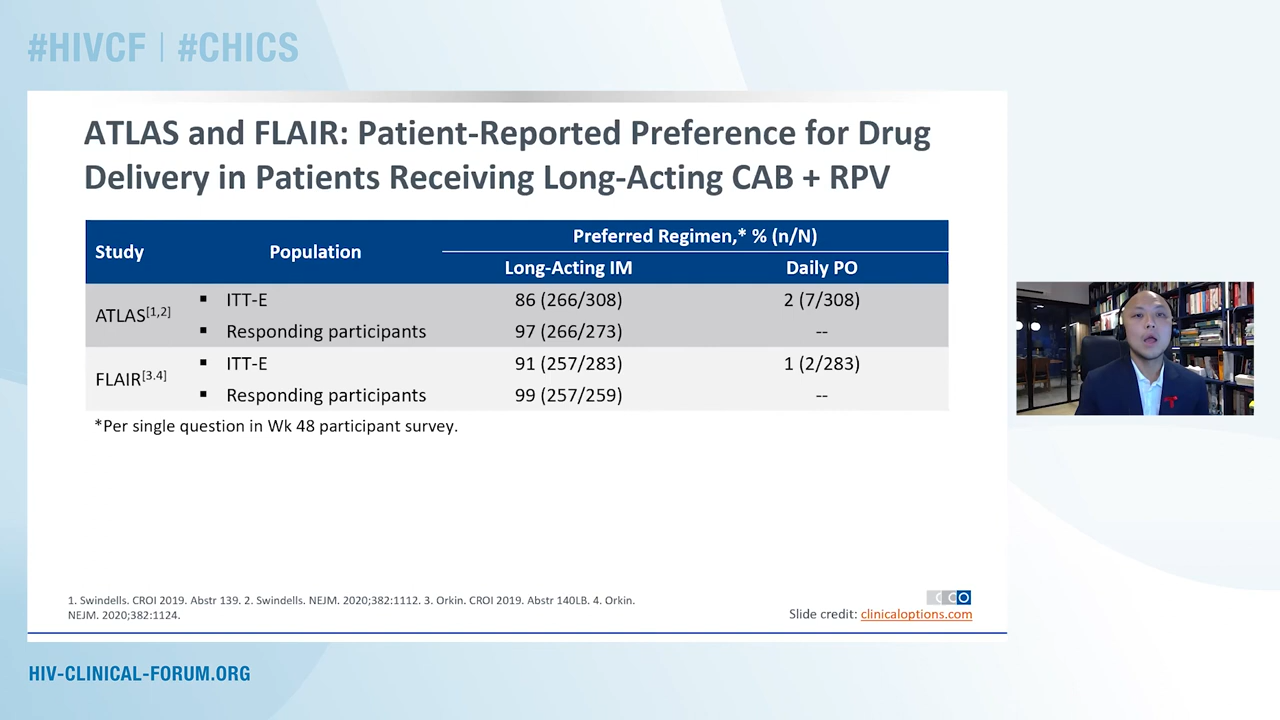 #HIVCF | #CHICS
ATLAS and FLAIR: Patient-Reported Preference for Drug
Delivery in Patients Receiving Long-Acting CAB + RPV
Study
Population
Preferred Regimen,* % (n/N)
Long-Acting IM
Daily PO
ATLAS[1,2]
▪ ITT-E
86 (266/308)
2 (7/308)
▪ Responding participants
97 (266/273)
--
FLAIR[3.4]
▪ ITT-E
91 (257/283)
1 (2/283)
▪ Responding participants
99 (257/259)
--
*Per single question in Wk 48 participant survey.
1. Swindells. CROI 2019. Abstr 139. 2. Swindells. NEJM. 2020;382:1112. 3. Orkin. CROI 2019. Abstr 140LB. 4. Orkin.
NEJM. 2020;382:1124.
CCO
Slide credit: clinicaloptions.com
HIV-CLINICAL-FORUM.ORG